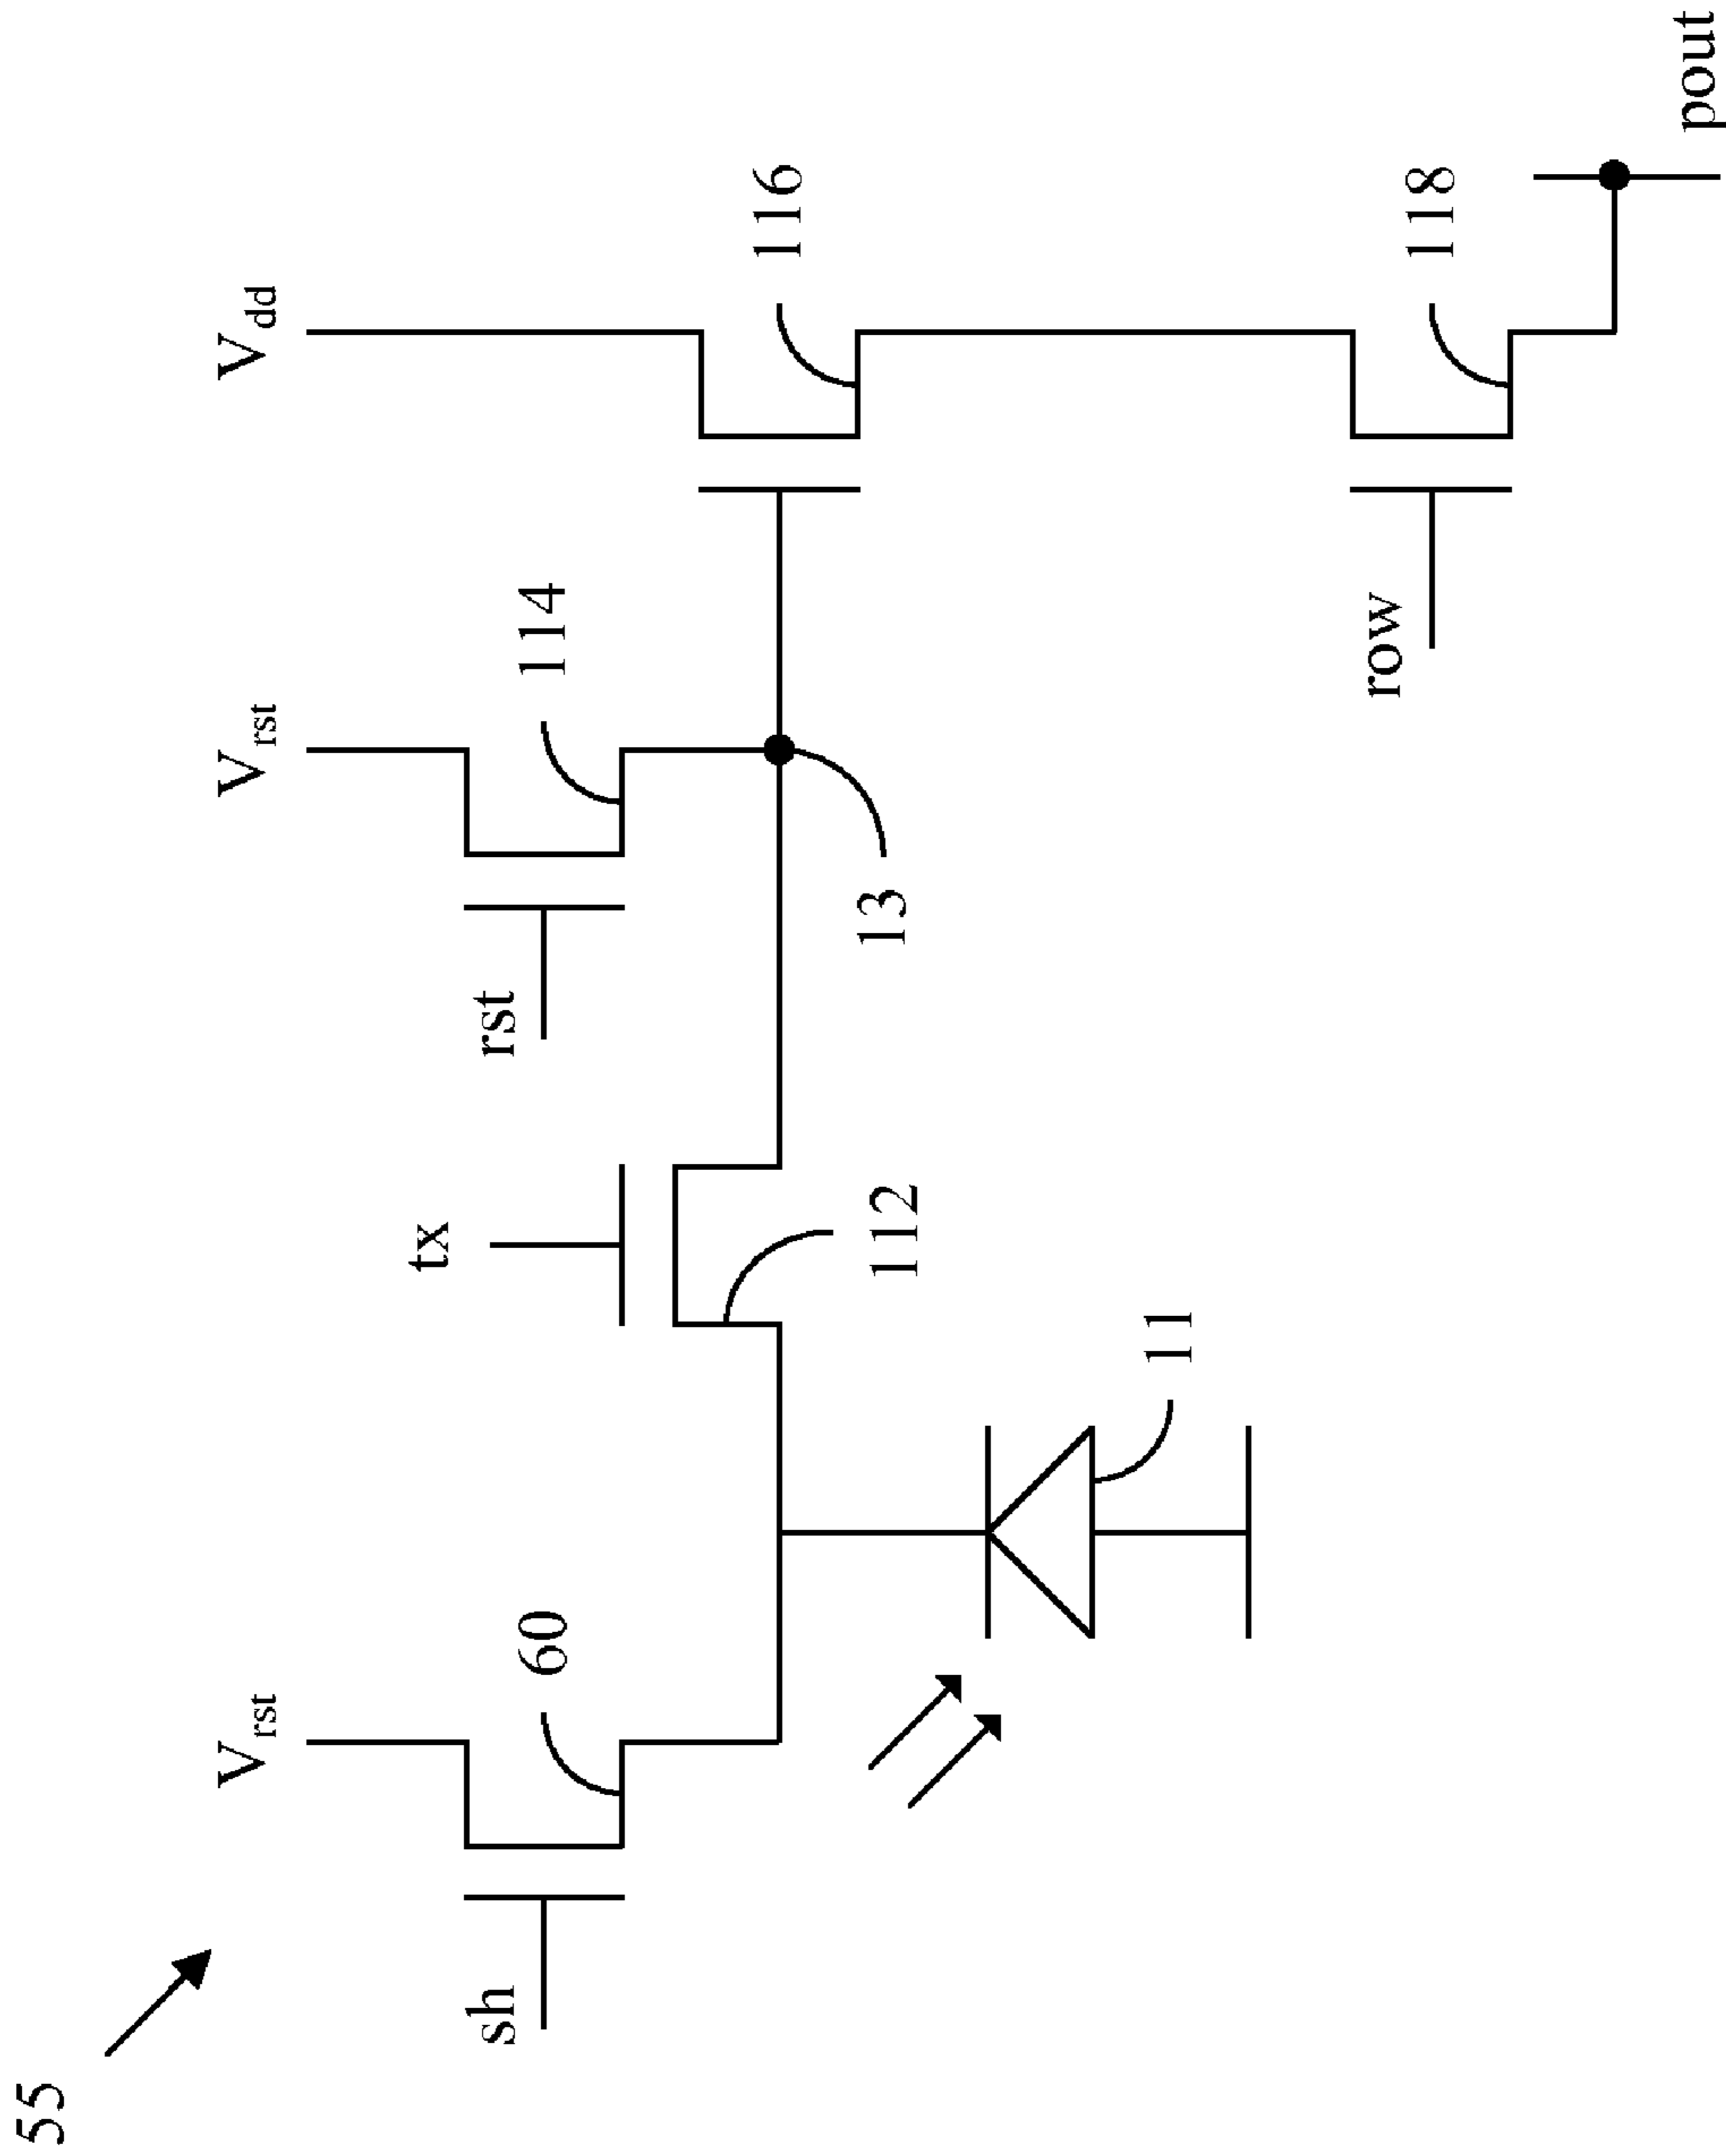 55
V_rst
V_rst
V_dd
sh
60
tx
rst
114
116
13
112
11
row
118
pout